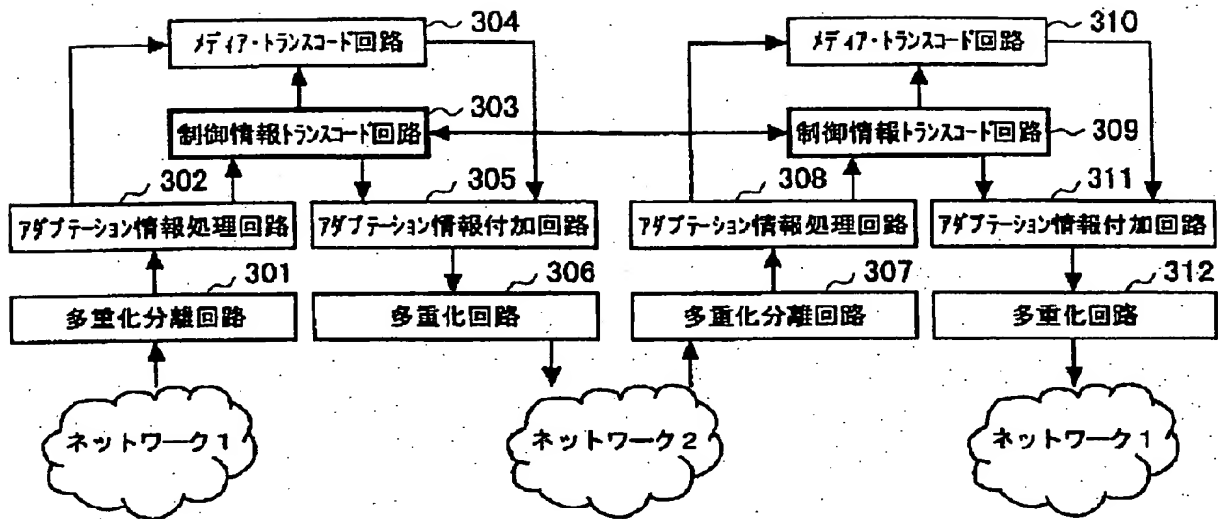 メディア・トランスコード回路
304
メディア・トランスコード回路
310
制御情報トランスコード回路
303
制御情報トランスコード回路
309
アダプテーション情報処理回路
302
アダプテーション情報付加回路
305
アダプテーション情報処理回路
308
アダプテーション情報付加回路
311
多重化分離回路
301
多重化回路
306
多重化分離回路
307
多重化回路
312
ネットワーク1
ネットワーク2
ネットワーク1